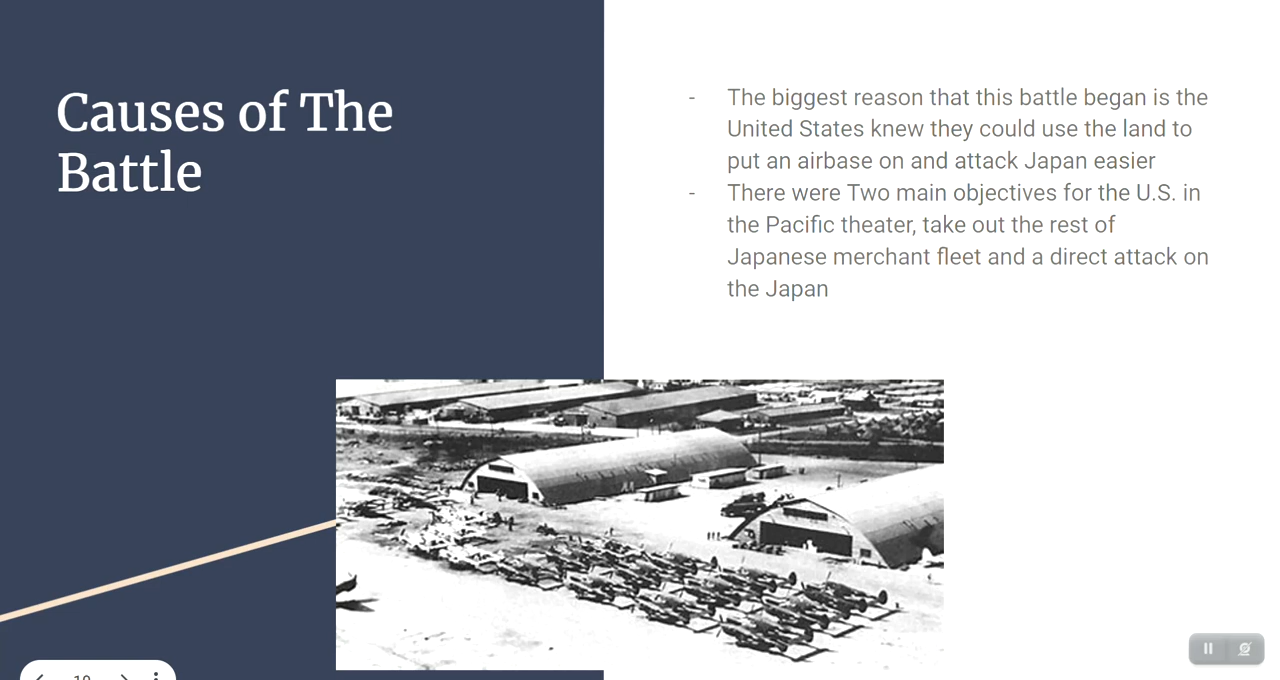 Causes of The
Battle
- The biggest reason that this battle began is the
United States knew they could use the land to
put an airbase on and attack Japan easier
- There were Two main objectives for the U.S. in
the Pacific theater, take out the rest of
Japanese merchant fleet and a direct attack on
the Japan